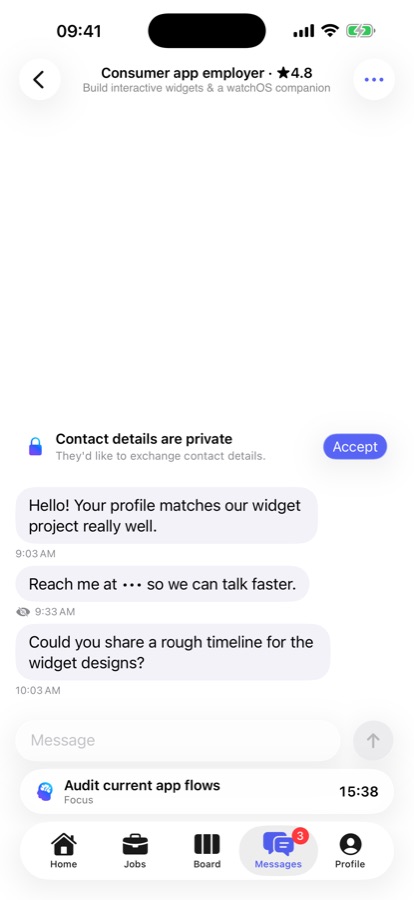 09:41
Consumer app employer · ★4.8
Build interactive widgets & a watchOS companion
Contact details are private
They'd like to exchange contact details.
Accept
Hello! Your profile matches our widget
project really well.
9:03 AM
Reach me at ••• so we can talk faster.
9:33 AM
Could you share a rough timeline for the
widget designs?
10:03 AM
Message
Audit current app flows
Focus
15:38
3
Home
Jobs
Board
Messages
Profile